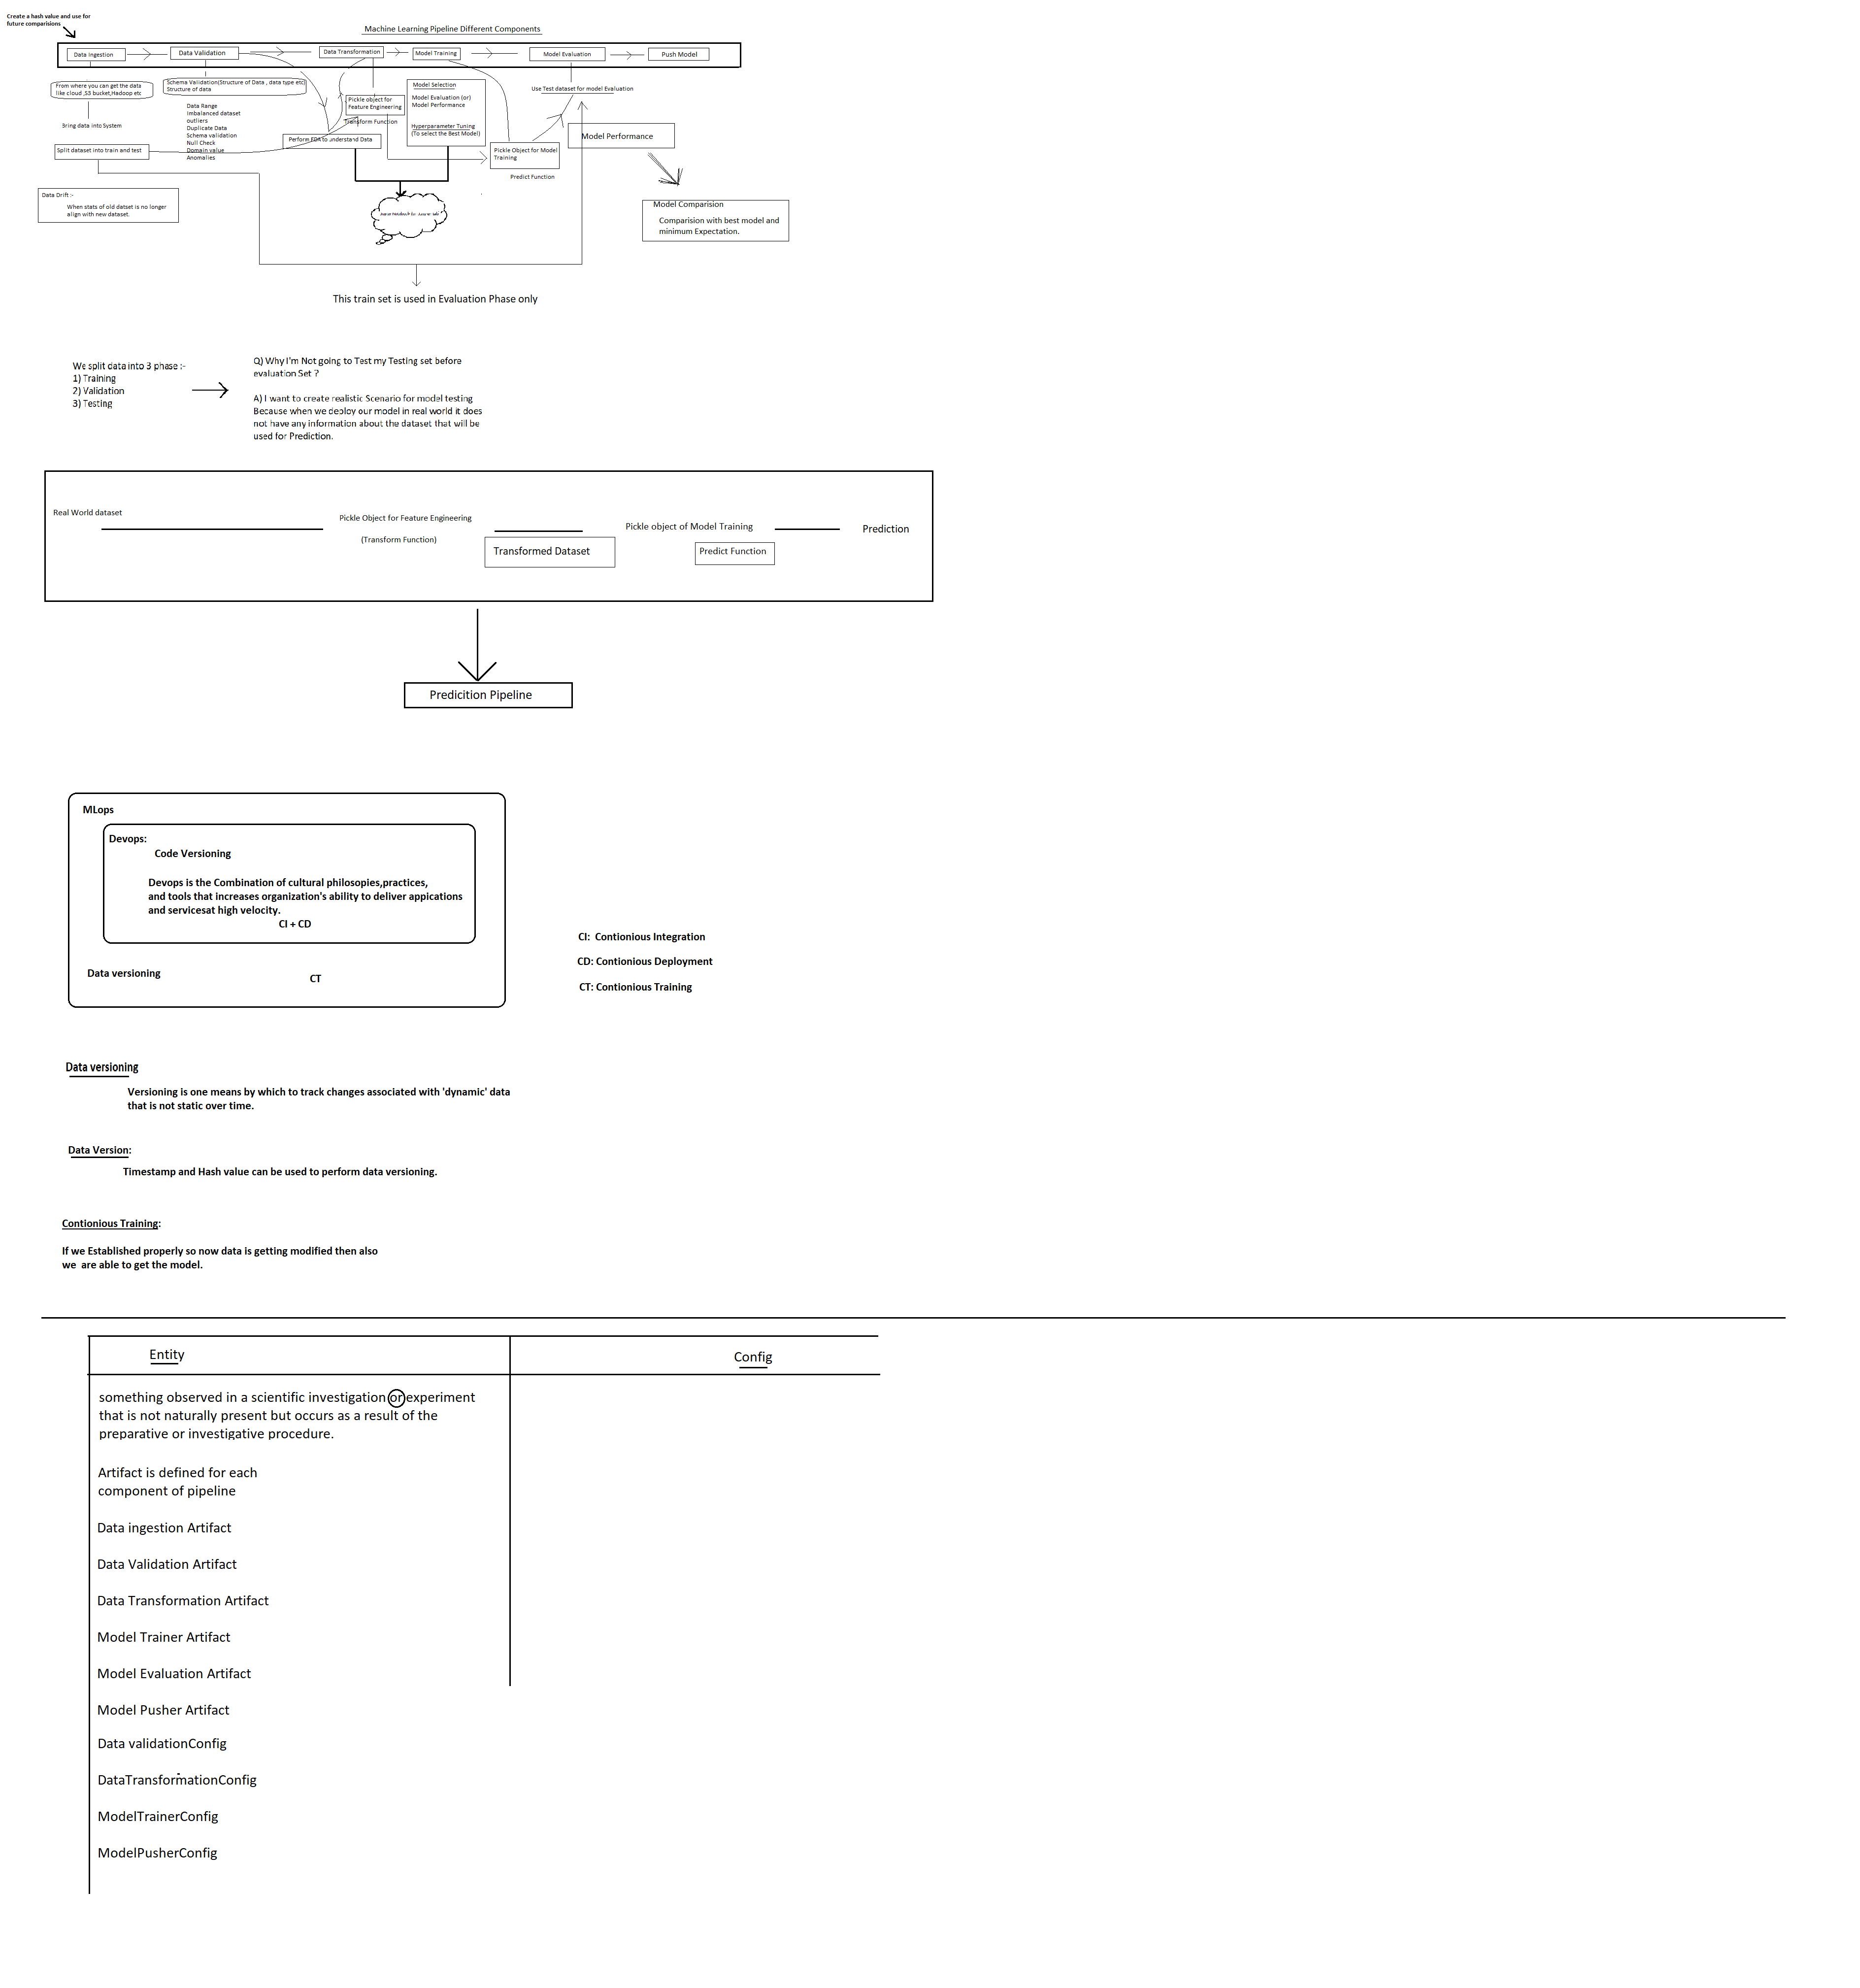 Create a hash value and use for
future comparisions
Machine Learning Pipeline Different Components
Data Ingestion
Data Validation
Data Transformation
Model Training
Model Evaluation
Push Model
From where you can get the data
like cloud ,S3 bucket,Hadoop etc
Bring data into System
Split dataset into train and test
Data Drift :-
When stats of old datset is no longer
align with new dataset.
Schema Validation(Structure of Data , data type etc)
Structure of data
Data Range
Imbalanced dataset
outliers
Duplicate Data
Schema validation
Null Check
Domain value
Anomalies
Perform EDA to understand Data
Pickle object for
Feature Engineering
Transform Function
Model Selection
Model Evaluation (or)
Model Performance
Hyperparameter Tuning
(To select the Best Model)
Pickle Object for Model
Training
Predict Function
Use Test dataset for model Evaluation
Model Performance
Model Comparision
Comparision with best model and
minimum Expectation.
This train set is used in Evaluation Phase only
We split data into 3 phase :-
1) Training
2) Validation
3) Testing
Q) Why I'm Not going to Test my Testing set before
evaluation Set ?
A) I want to create realistic Scenario for model testing
Because when we deploy our model in real world it does
not have any information about the dataset that will be
used for Prediction.
Real World dataset
Pickle Object for Feature Engineering
(Transform Function)
Transformed Dataset
Pickle object of Model Training
Predict Function
Prediction
Predicition Pipeline
MLops
Devops:
Code Versioning
Devops is the Combination of cultural philosopies,practices,
and tools that increases organization's ability to deliver appications
and servicesat high velocity.
CI + CD
Data versioning
CT
CI: Contionious Integration
CD: Contionious Deployment
CT: Contionious Training
Data versioning
Versioning is one means by which to track changes associated with 'dynamic' data
that is not static over time.
Data Version:
Timestamp and Hash value can be used to perform data versioning.
Contionious Training:
If we Established properly so now data is getting modified then also
we are able to get the model.
Entity
Config
something observed in a scientific investigation or experiment
that is not naturally present but occurs as a result of the
preparative or investigative procedure.
Artifact is defined for each
component of pipeline
Data ingestion Artifact
Data Validation Artifact
Data Transformation Artifact
Model Trainer Artifact
Model Evaluation Artifact
Model Pusher Artifact
Data validationConfig
DataTransformationConfig
ModelTrainerConfig
ModelPusherConfig